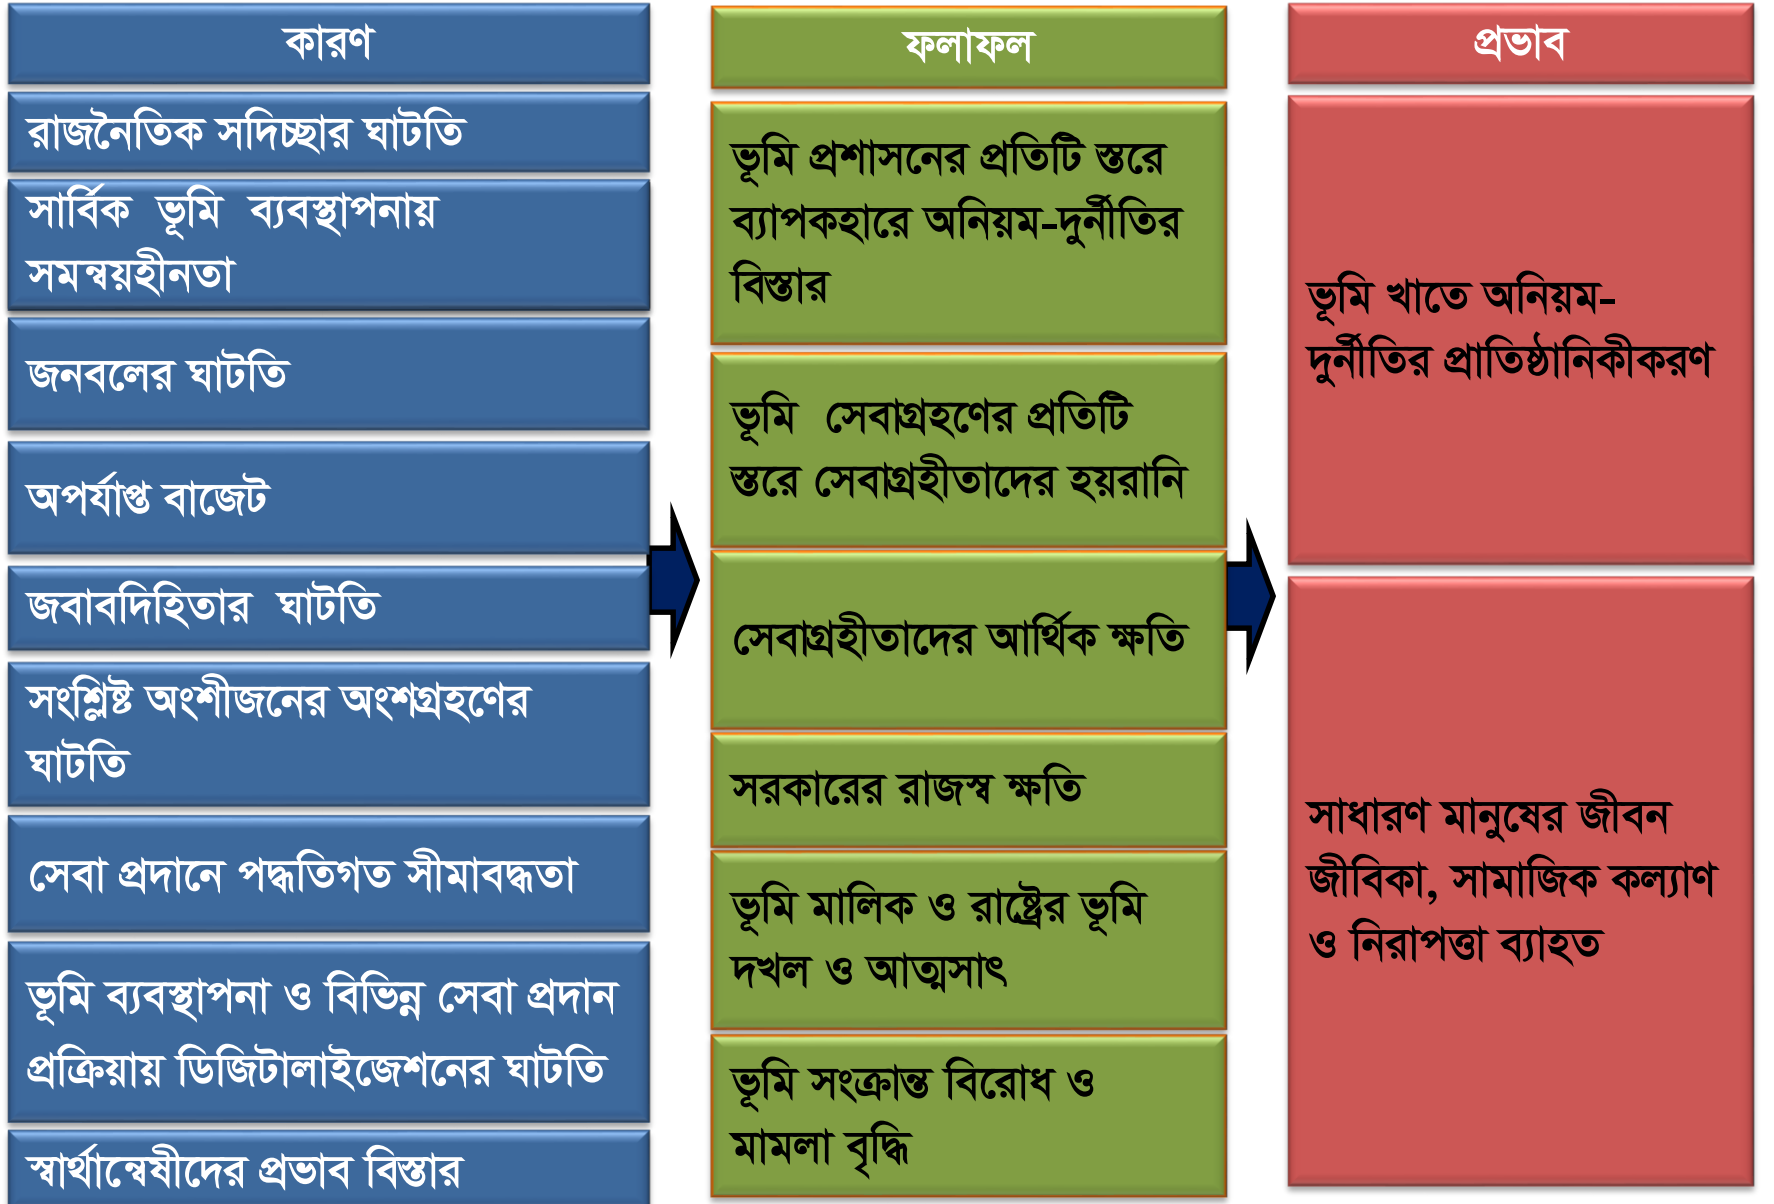 কারণ
রাজনৈতিক সদিচ্ছার ঘাটতি
সার্বিক ভূমি ব্যবস্থাপনায়
সমন্বয়হীনতা
জনবলের ঘাটতি
অপর্যাপ্ত বাজেট
জবাবদিহিতার ঘাটতি
সংশ্লিষ্ট অংশীজনের অংশগ্রহণের
ঘাটতি
সেবা প্রদানে পদ্ধতিগত সীমাবদ্ধতা
ভূমি ব্যবস্থাপনা ও বিভিন্ন সেবা প্রদান
প্রক্রিয়ায় ডিজিটালাইজেশনের ঘাটতি
স্বার্থান্বেষীদের প্রভাব বিস্তার
ফলাফল
ভূমি প্রশাসনের প্রতিটি স্তরে
ব্যাপকহারে অনিয়ম-দুর্নীতির
বিস্তার
ভূমি সেবাগ্রহণের প্রতিটি
স্তরে সেবাগ্রহীতাদের হয়রানি
সেবাগ্রহীতাদের আর্থিক ক্ষতি
সরকারের রাজস্ব ক্ষতি
ভূমি মালিক ও রাষ্ট্রের ভূমি
দখল ও আত্মসাৎ
ভূমি সংক্রান্ত বিরোধ ও
মামলা বৃদ্ধি
প্রভাব
ভূমি খাতে অনিয়ম-
দুর্নীতির প্রাতিষ্ঠানিকীকরণ
সাধারণ মানুষের জীবন
জীবিকা, সামাজিক কল্যাণ
ও নিরাপত্তা ব্যাহত